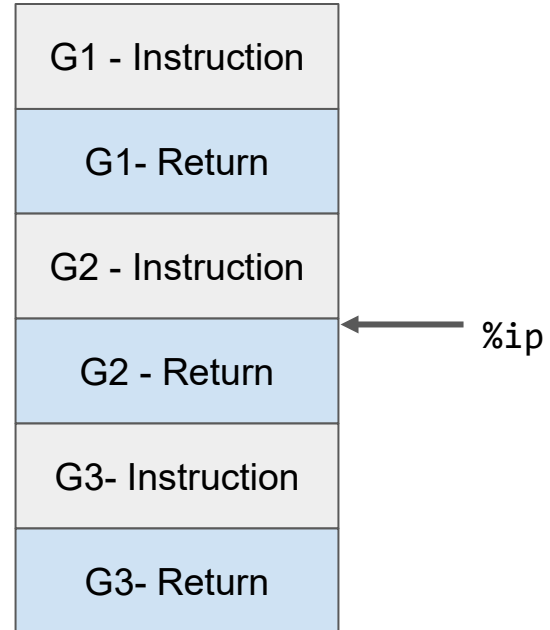 G1 - Instruction
G1- Return
G2 - Instruction
%ip
G2 - Return
G3- Instruction
G3- Return